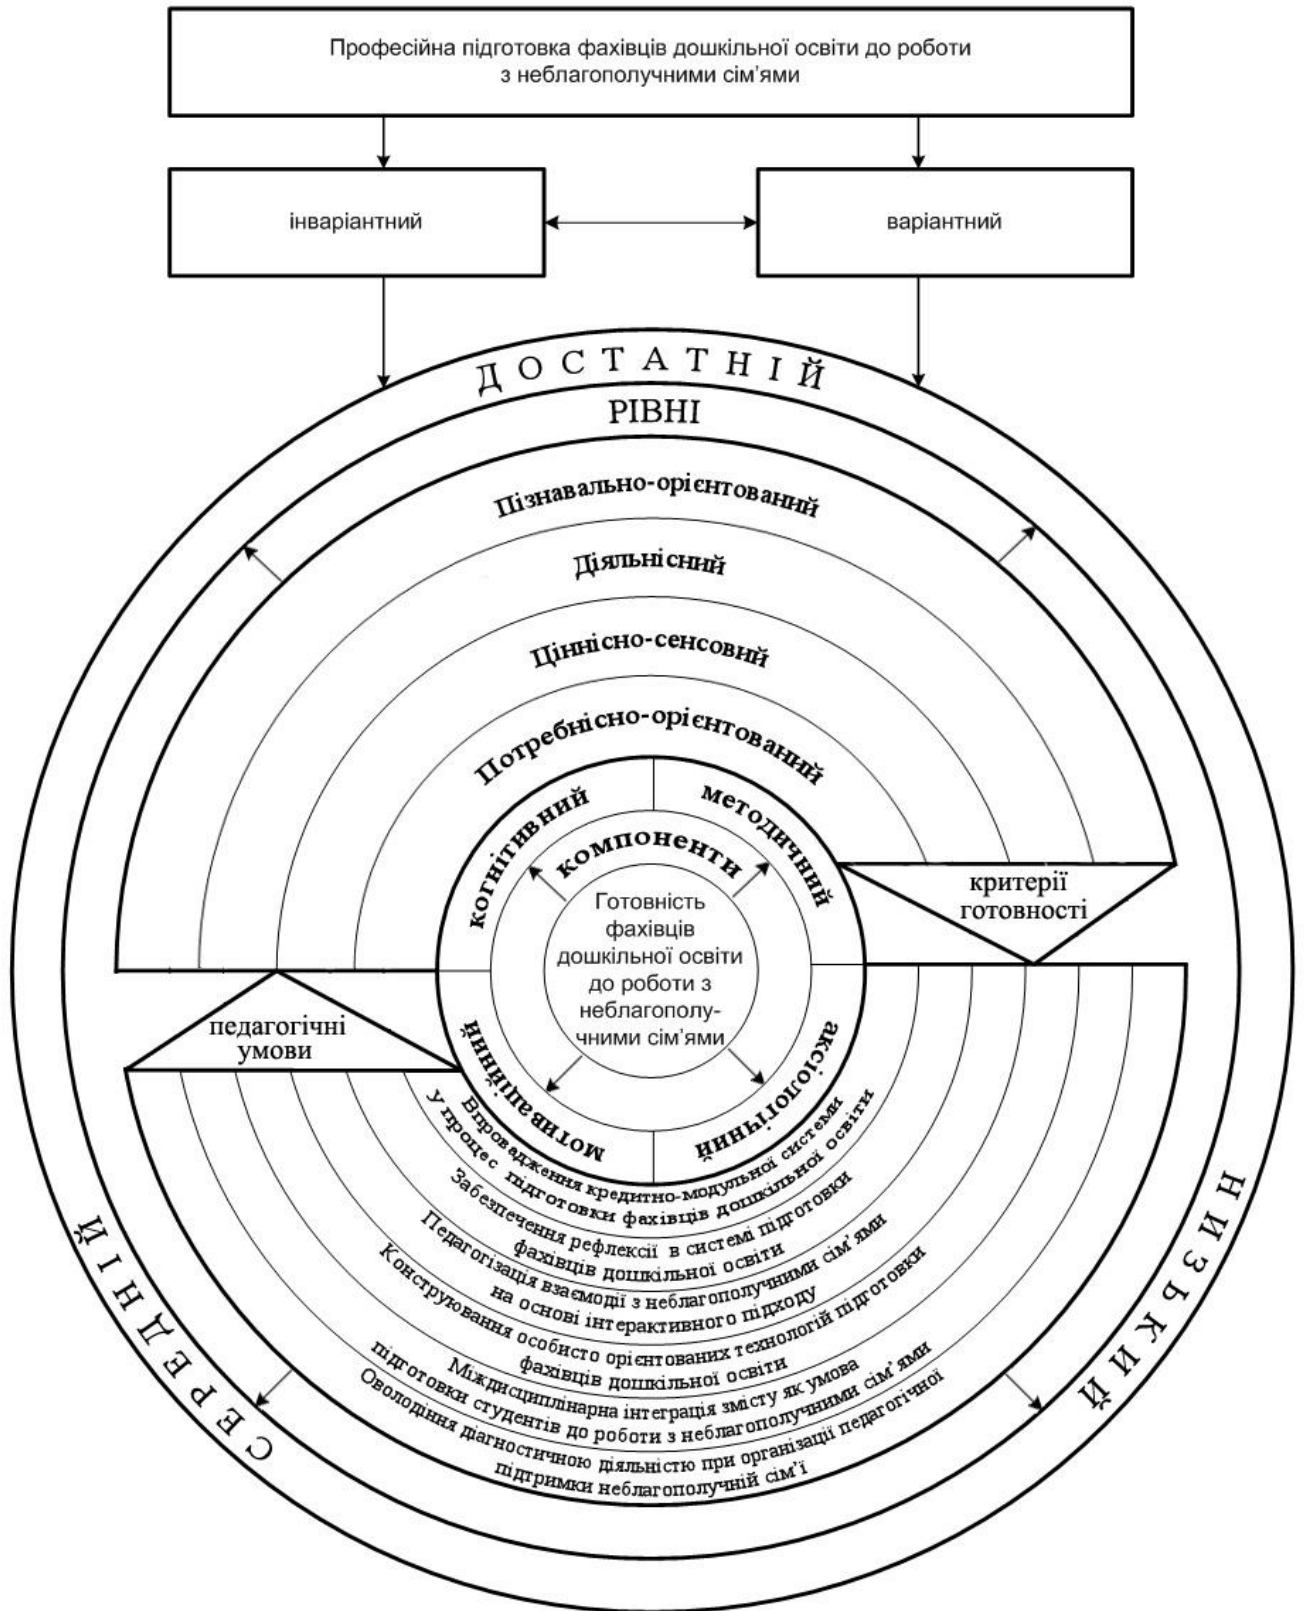 Професійна підготовка фахівців дошкільної освіти до роботи
з неблагополучними сім’ями
інваріантний
варіантний
ДОСТАТНІЙ
РІВНІ
Пізнавально-орієнтований
Діяльнісний
Ціннісно-сенсовий
Потребнісно-орієнтований
когнітивний
методичний
компоненти
Готовність
фахівців
дошкільної освіти
до роботи з
неблагополу-
чними сім’ями
критерії
готовності
педагогічні
умови
мотиваційний
аксіологічний
Впровадження кредитно-модульної системи
у процес підготовки фахівців дошкільної освіти
Забезпечення рефлексії в системі підготовки
фахівців дошкільної освіти
Педагогізація взаємодії з неблагополучними сім’ями
на основі інтерактивного підходу
Конструювання особисто орієнтованих технологій підготовки
фахівців дошкільної освіти
Міждисциплінарна інтеграція змісту як умова
підготовки студентів до роботи з неблагополучними сім’ями
Оволодіння діагностичною діяльністю при організації педагогічної
підтримки неблагополучній сім’ї
СЕРЕДНІЙ
НИЗЬКИЙ